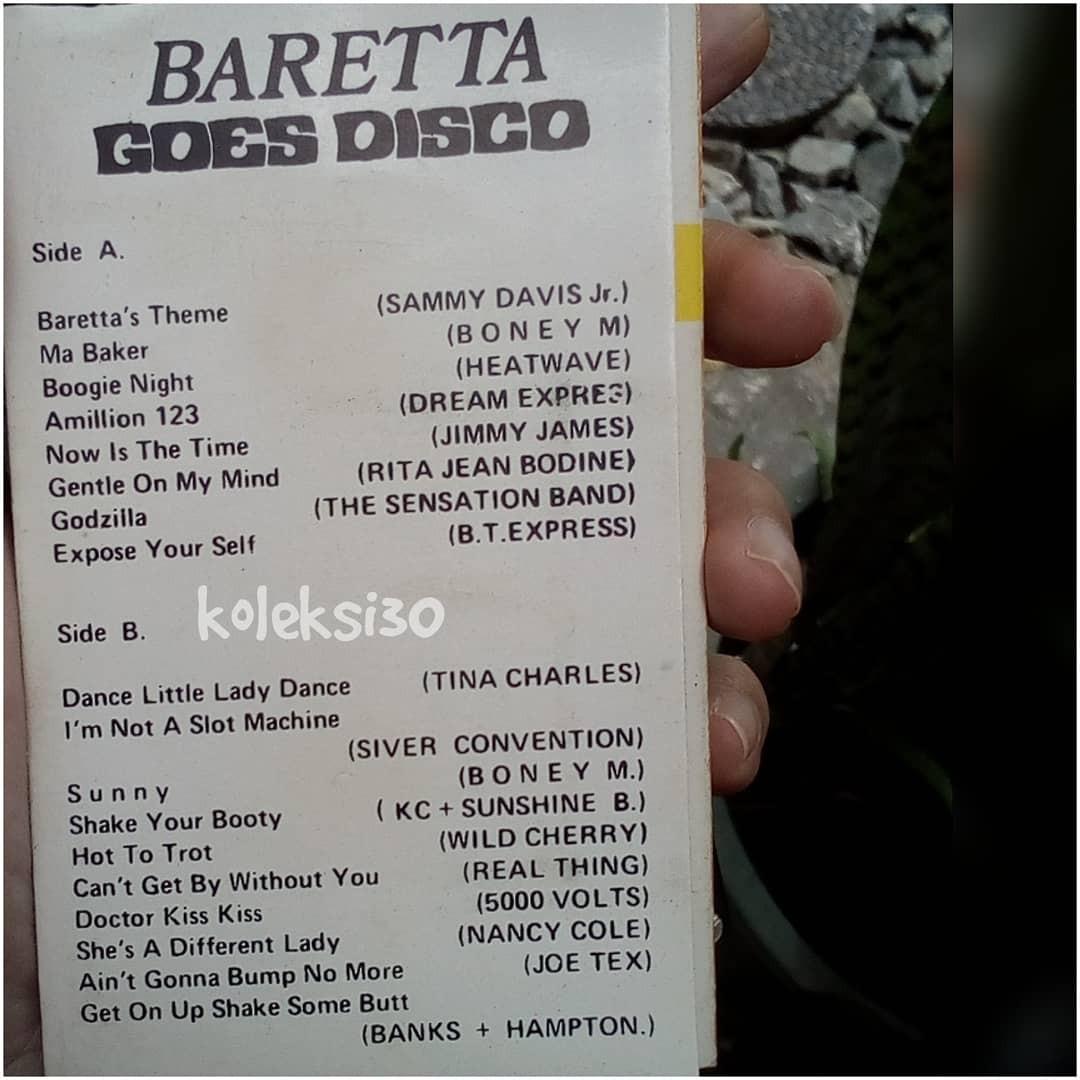 BARETTA
GOES DISCO
Side A.
Baretta's Theme (SAMMY DAVIS Jr.)
Ma Baker (BONEY M)
Boogie Night (HEATWAVE)
Amillion 123 (DREAM EXPRES)
Now Is The Time (JIMMY JAMES)
Gentle On My Mind (RITA JEAN BODINE)
Godzilla (THE SENSATION BAND)
Expose Your Self (B.T.EXPRESS)
koleksi30
Side B.
Dance Little Lady Dance (TINA CHARLES)
I'm Not A Slot Machine
(SIVER CONVENTION)
Sunny (BONEY M.)
Shake Your Booty ( KC + SUNSHINE B.)
Hot To Trot (WILD CHERRY)
Can't Get By Without You (REAL THING)
Doctor Kiss Kiss (5000 VOLTS)
She's A Different Lady (NANCY COLE)
Ain't Gonna Bump No More (JOE TEX)
Get On Up Shake Some Butt
(BANKS + HAMPTON.)